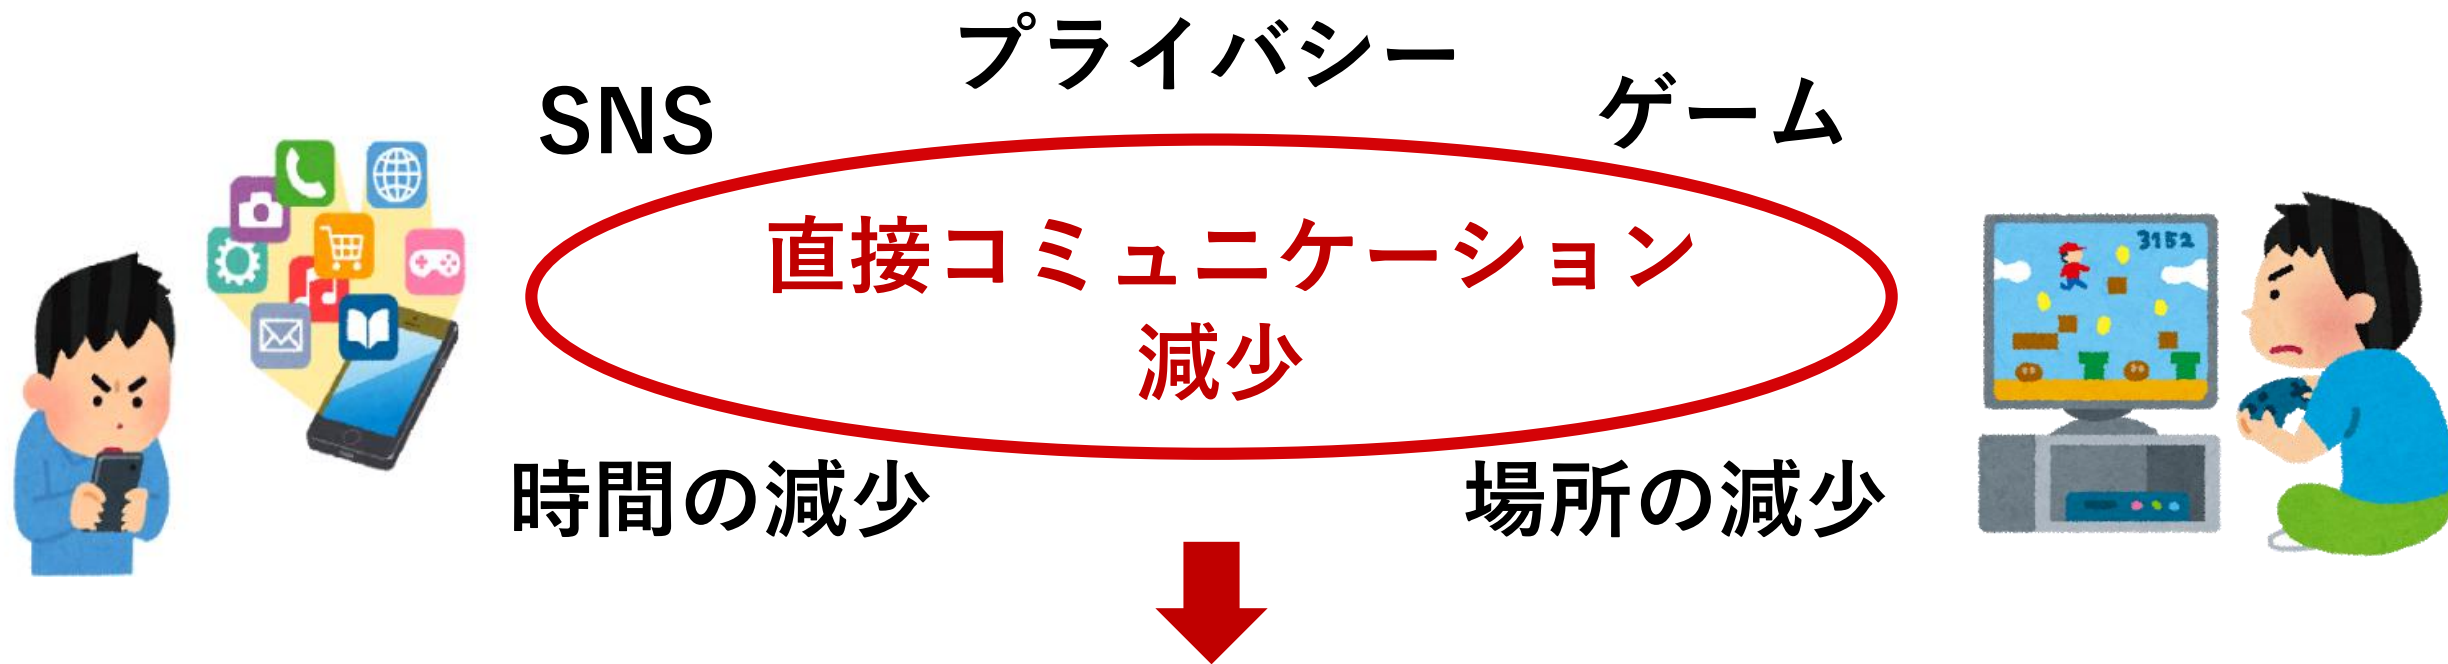 プライバシー
SNS
ゲーム
直接コミュニケーション
減少
3152
時間の減少
場所の減少